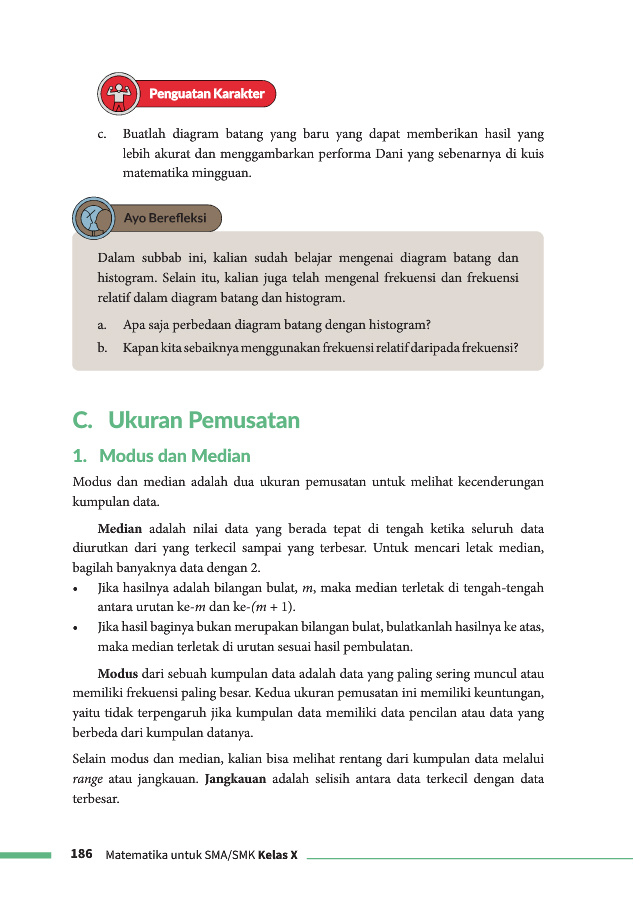 Penguatan Karakter
c. Buatlah diagram batang yang baru yang dapat memberikan hasil yang
lebih akurat dan menggambarkan performa Dani yang sebenarnya di kuis
matematika mingguan.
Ayo Berefleksi
Dalam subbab ini, kalian sudah belajar mengenai diagram batang dan
histogram. Selain itu, kalian juga telah mengenal frekuensi dan frekuensi
relatif dalam diagram batang dan histogram.
a. Apa saja perbedaan diagram batang dengan histogram?
b. Kapan kita sebaiknya menggunakan frekuensi relatif daripada frekuensi?
C. Ukuran Pemusatan
1. Modus dan Median
Modus dan median adalah dua ukuran pemusatan untuk melihat kecenderungan
kumpulan data.
Median adalah nilai data yang berada tepat di tengah ketika seluruh data
diurutkan dari yang terkecil sampai yang terbesar. Untuk mencari letak median,
bagilah banyaknya data dengan 2.
• Jika hasilnya adalah bilangan bulat, m, maka median terletak di tengah-tengah
antara urutan ke-m dan ke-(m + 1).
• Jika hasil baginya bukan merupakan bilangan bulat, bulatkanlah hasilnya ke atas,
maka median terletak di urutan sesuai hasil pembulatan.
Modus dari sebuah kumpulan data adalah data yang paling sering muncul atau
memiliki frekuensi paling besar. Kedua ukuran pemusatan ini memiliki keuntungan,
yaitu tidak terpengaruh jika kumpulan data memiliki data pencilan atau data yang
berbeda dari kumpulan datanya.
Selain modus dan median, kalian bisa melihat rentang dari kumpulan data melalui
range atau jangkauan. Jangkauan adalah selisih antara data terkecil dengan data
terbesar.
186 Matematika untuk SMA/SMK Kelas X